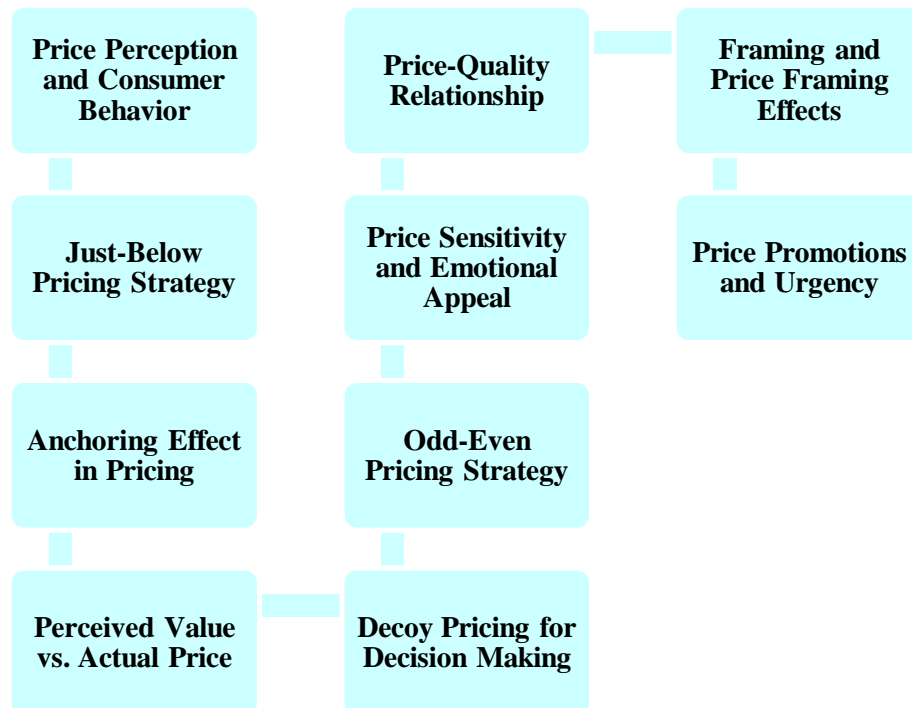 Price Perception
and Consumer
Behavior
Just-Below
Pricing Strategy
Anchoring Effect
in Pricing
Perceived Value
vs. Actual Price
Decoy Pricing for
Decision Making
Odd-Even
Pricing Strategy
Price Sensitivity
and Emotional
Appeal
Price-Quality
Relationship
Framing and
Price Framing
Effects
Price Promotions
and Urgency